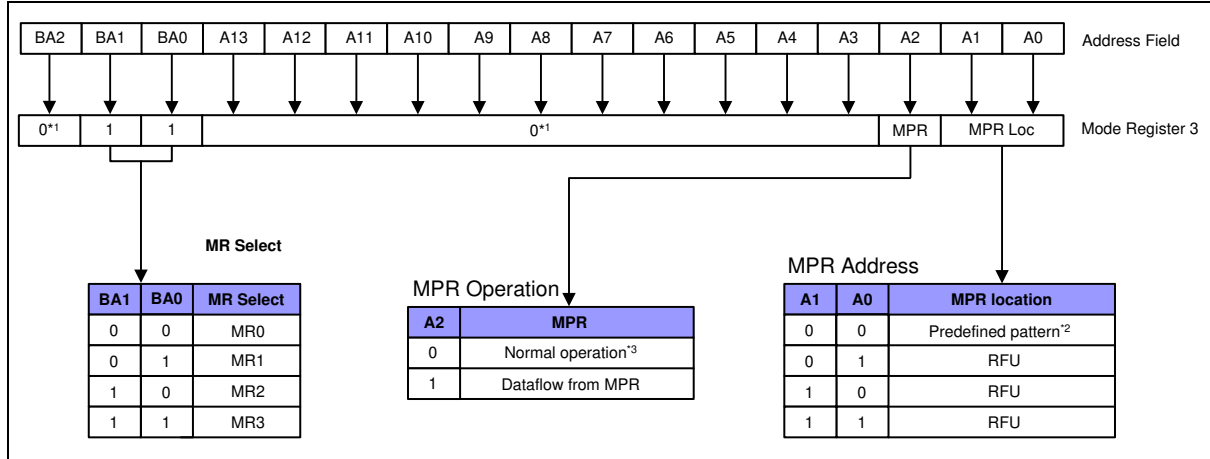 BA2 BA1 BA0 A13 A12 A11 A10 A9 A8 A7 A6 A5 A4 A3 A2 A1 A0 Address Field
0*1 1 1 0*1 MPR MPR Loc Mode Register 3
MR Select
BA1 BA0 MR Select
0 0 MR0
0 1 MR1
1 0 MR2
1 1 MR3
MPR Operation
A2 MPR
0 Normal operation*3
1 Dataflow from MPR
MPR Address
A1 A0 MPR location
0 0 Predefined pattern*2
0 1 RFU
1 0 RFU
1 1 RFU